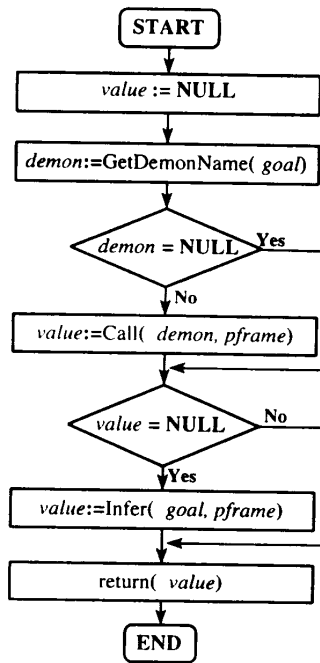 START
value := NULL
demon:=GetDemonName( goal)
demon = NULL
Yes
No
value:=Call( demon, pframe)
value = NULL
No
Yes
value:=Infer( goal, pframe)
return( value)
END